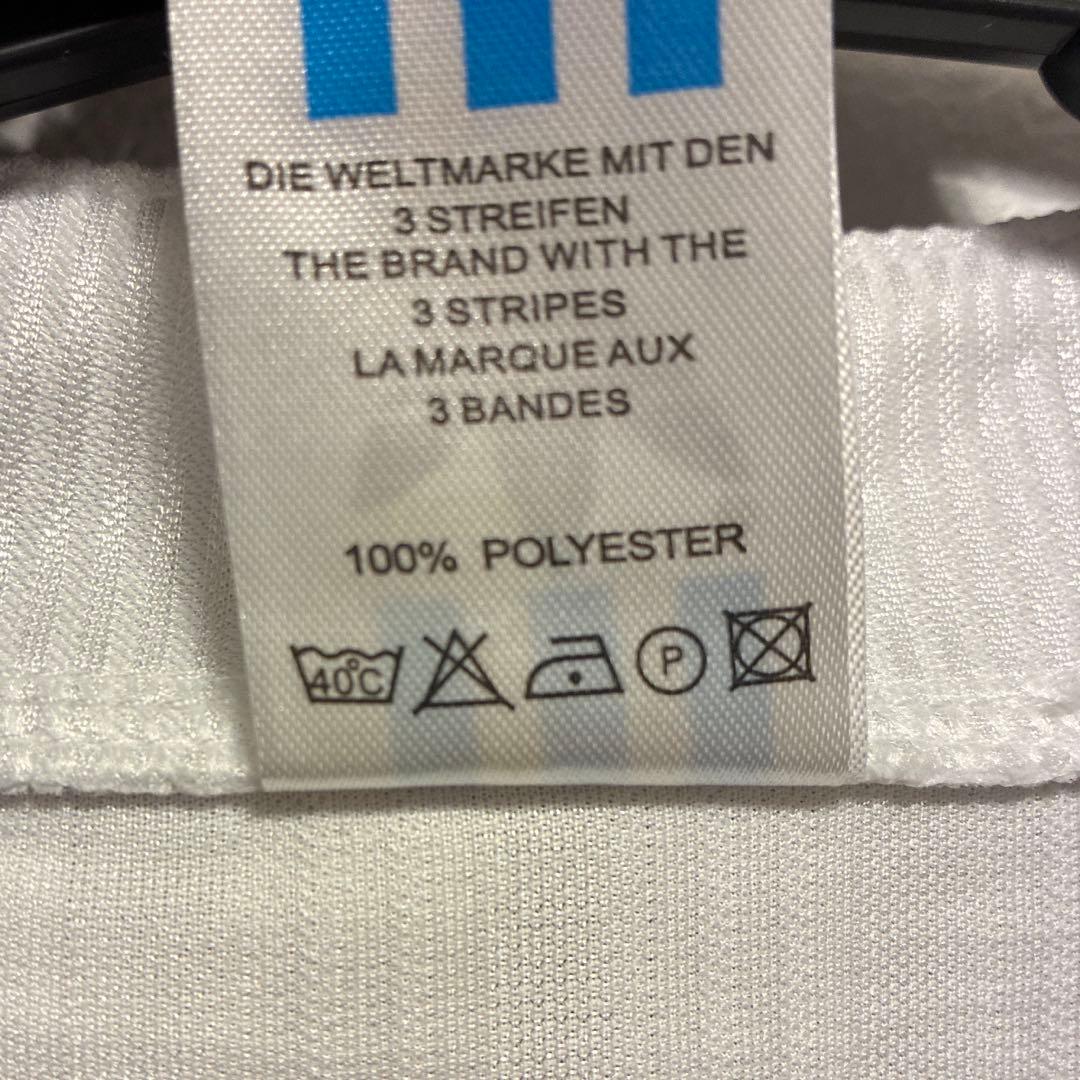 DIE WELTMARKE MIT DEN
3 STREIFEN
THE BRAND WITH THE
3 STRIPES
LA MARQUE AUX
3 BANDES
100% POLYESTER
40°C P